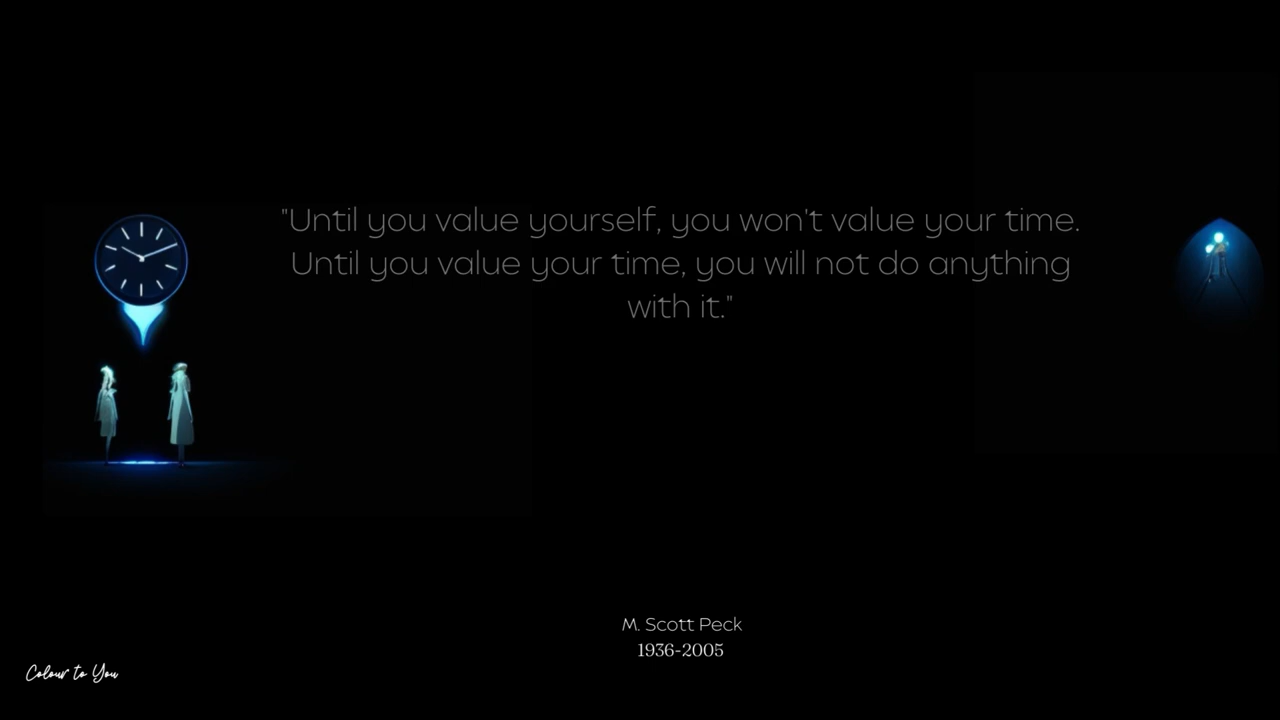 "Until you value yourself, you won't value your time.
Until you value your time, you will not do anything
with it."
M. Scott Peck
1936-2005
Colour to You